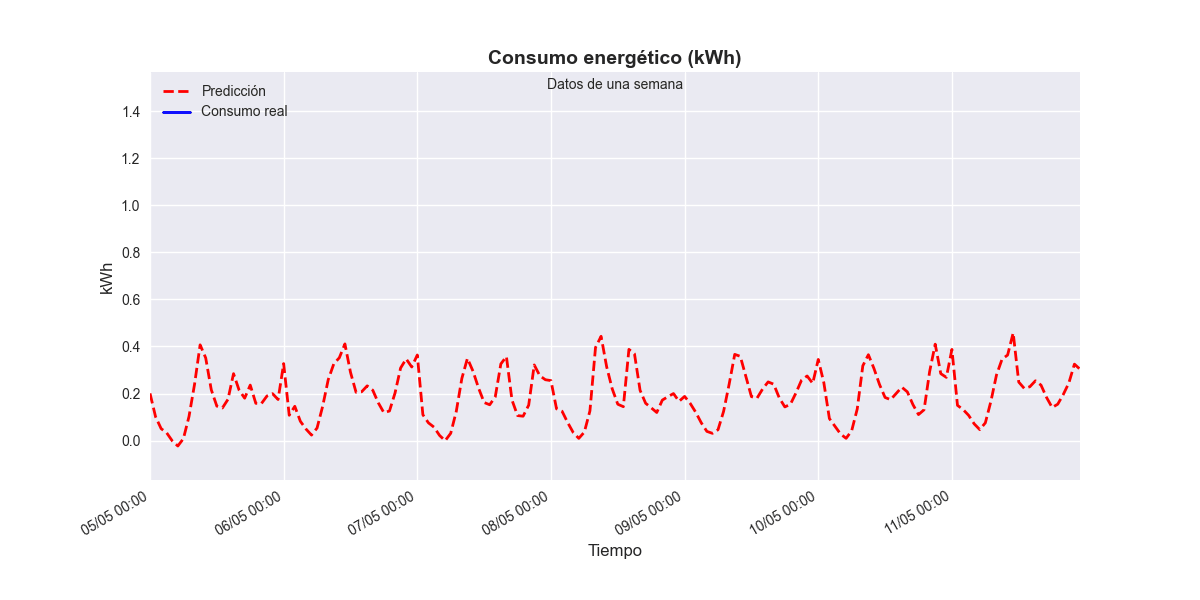 Consumo energético (kWh)
Datos de una semana
Predicción
Consumo real
kWh
1.4
1.2
1.0
0.8
0.6
0.4
0.2
0.0
05/05 00:00
06/05 00:00
07/05 00:00
08/05 00:00
09/05 00:00
10/05 00:00
11/05 00:00
Tiempo